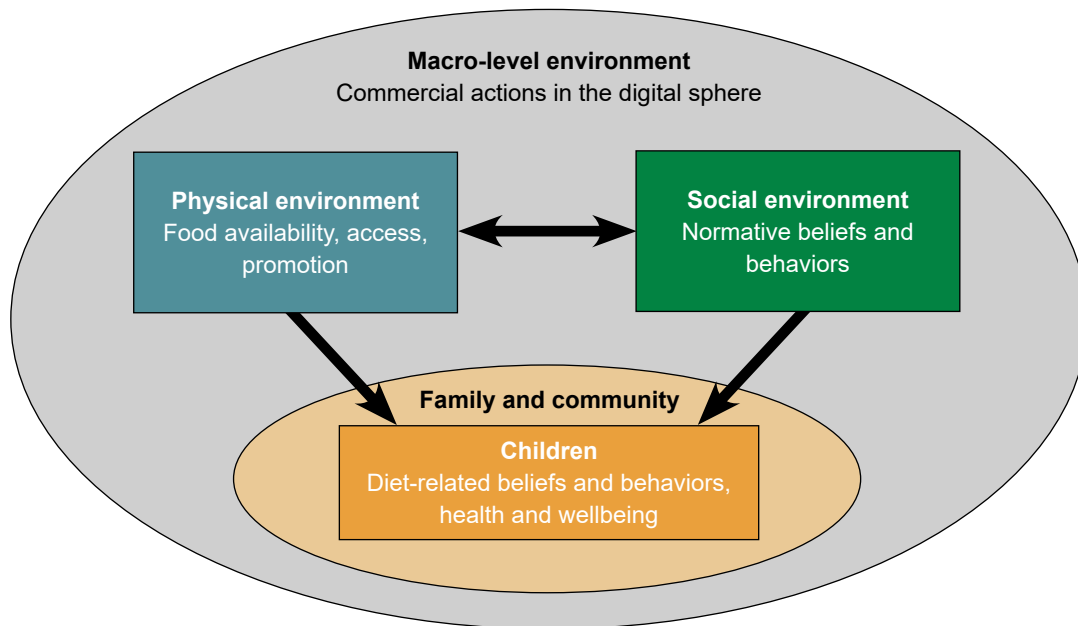 Macro-level environment
Commercial actions in the digital sphere
Physical environment
Food availability, access,
promotion
Social environment
Normative beliefs and
behaviors
Family and community
Children
Diet-related beliefs and behaviors,
health and wellbeing